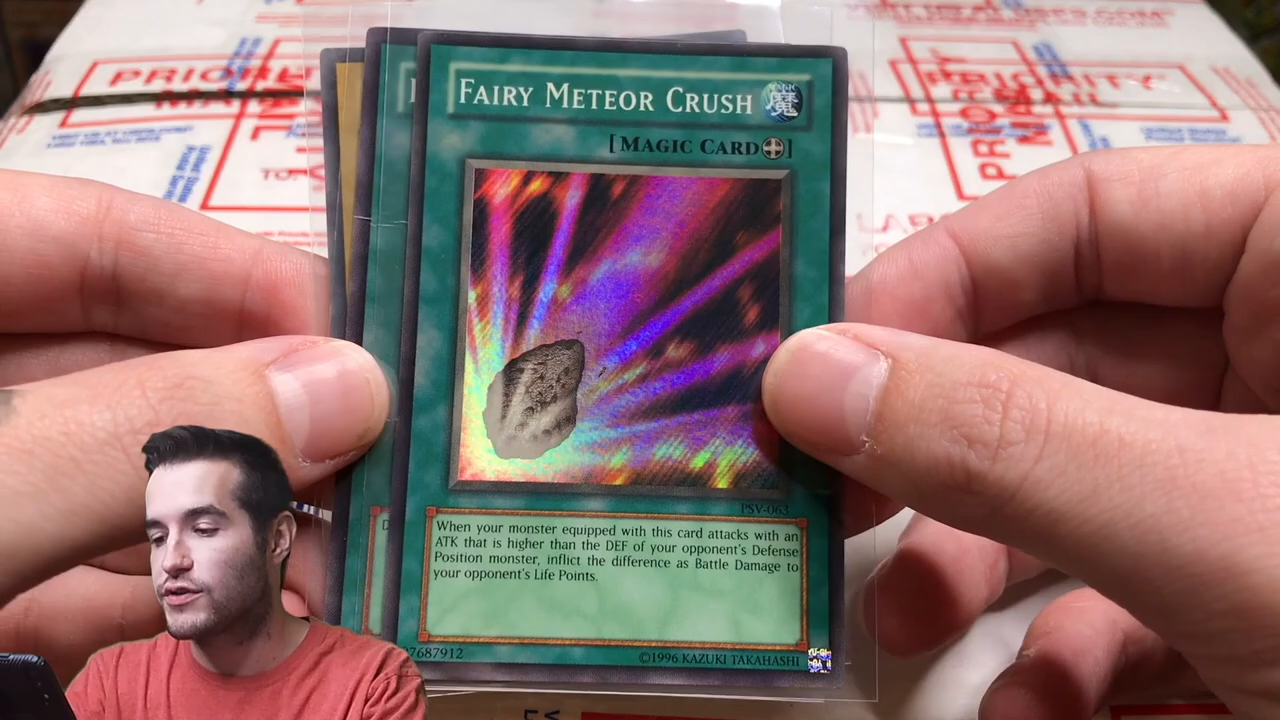 PRIORITY
PRIORITY
MAIL
FAIRY METEOR CRUSH
MAGIC
魔
[MAGIC CARD]
PSV-063
When your monster equipped with this card attacks with an
ATK that is higher than the DEF of your opponent's Defense
Position monster, inflict the difference as Battle Damage to
your opponent's Life Points.
7687912
©1996 KAZUKI TAKAHASHI